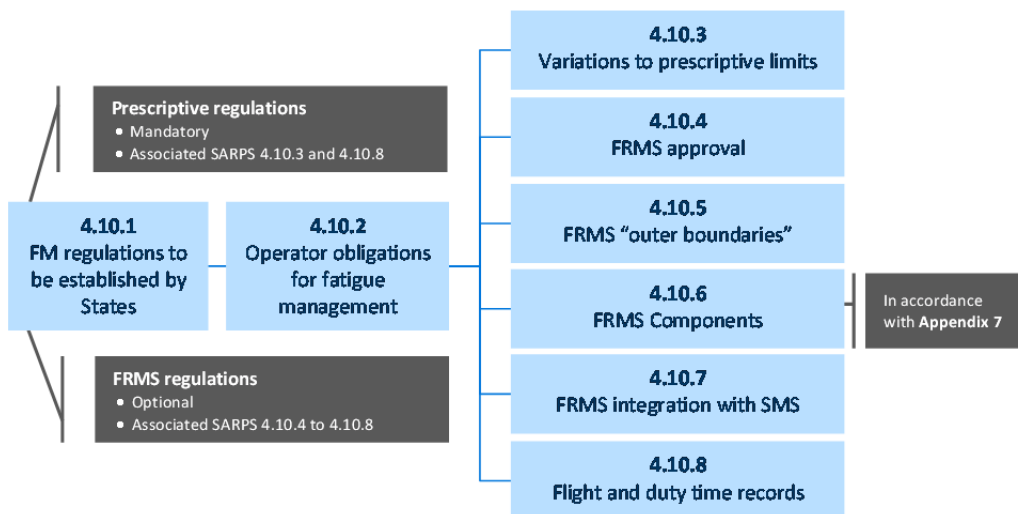 Prescriptive regulations
• Mandatory
• Associated SARPS 4.10.3 and 4.10.8
4.10.1
FM regulations to
be established by
States
FRMS regulations
• Optional
• Associated SARPS 4.10.4 to 4.10.8
4.10.2
Operator obligations
for fatigue
management
4.10.3
Variations to prescriptive limits
4.10.4
FRMS approval
4.10.5
FRMS “outer boundaries”
4.10.6
FRMS Components
In accordance
with Appendix 7
4.10.7
FRMS integration with SMS
4.10.8
Flight and duty time records